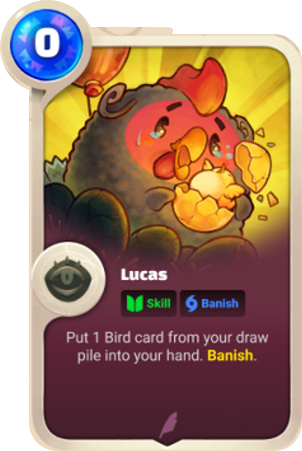 0
Lucas
Skill
Banish
Put 1 Bird card from your draw
pile into your hand. Banish.